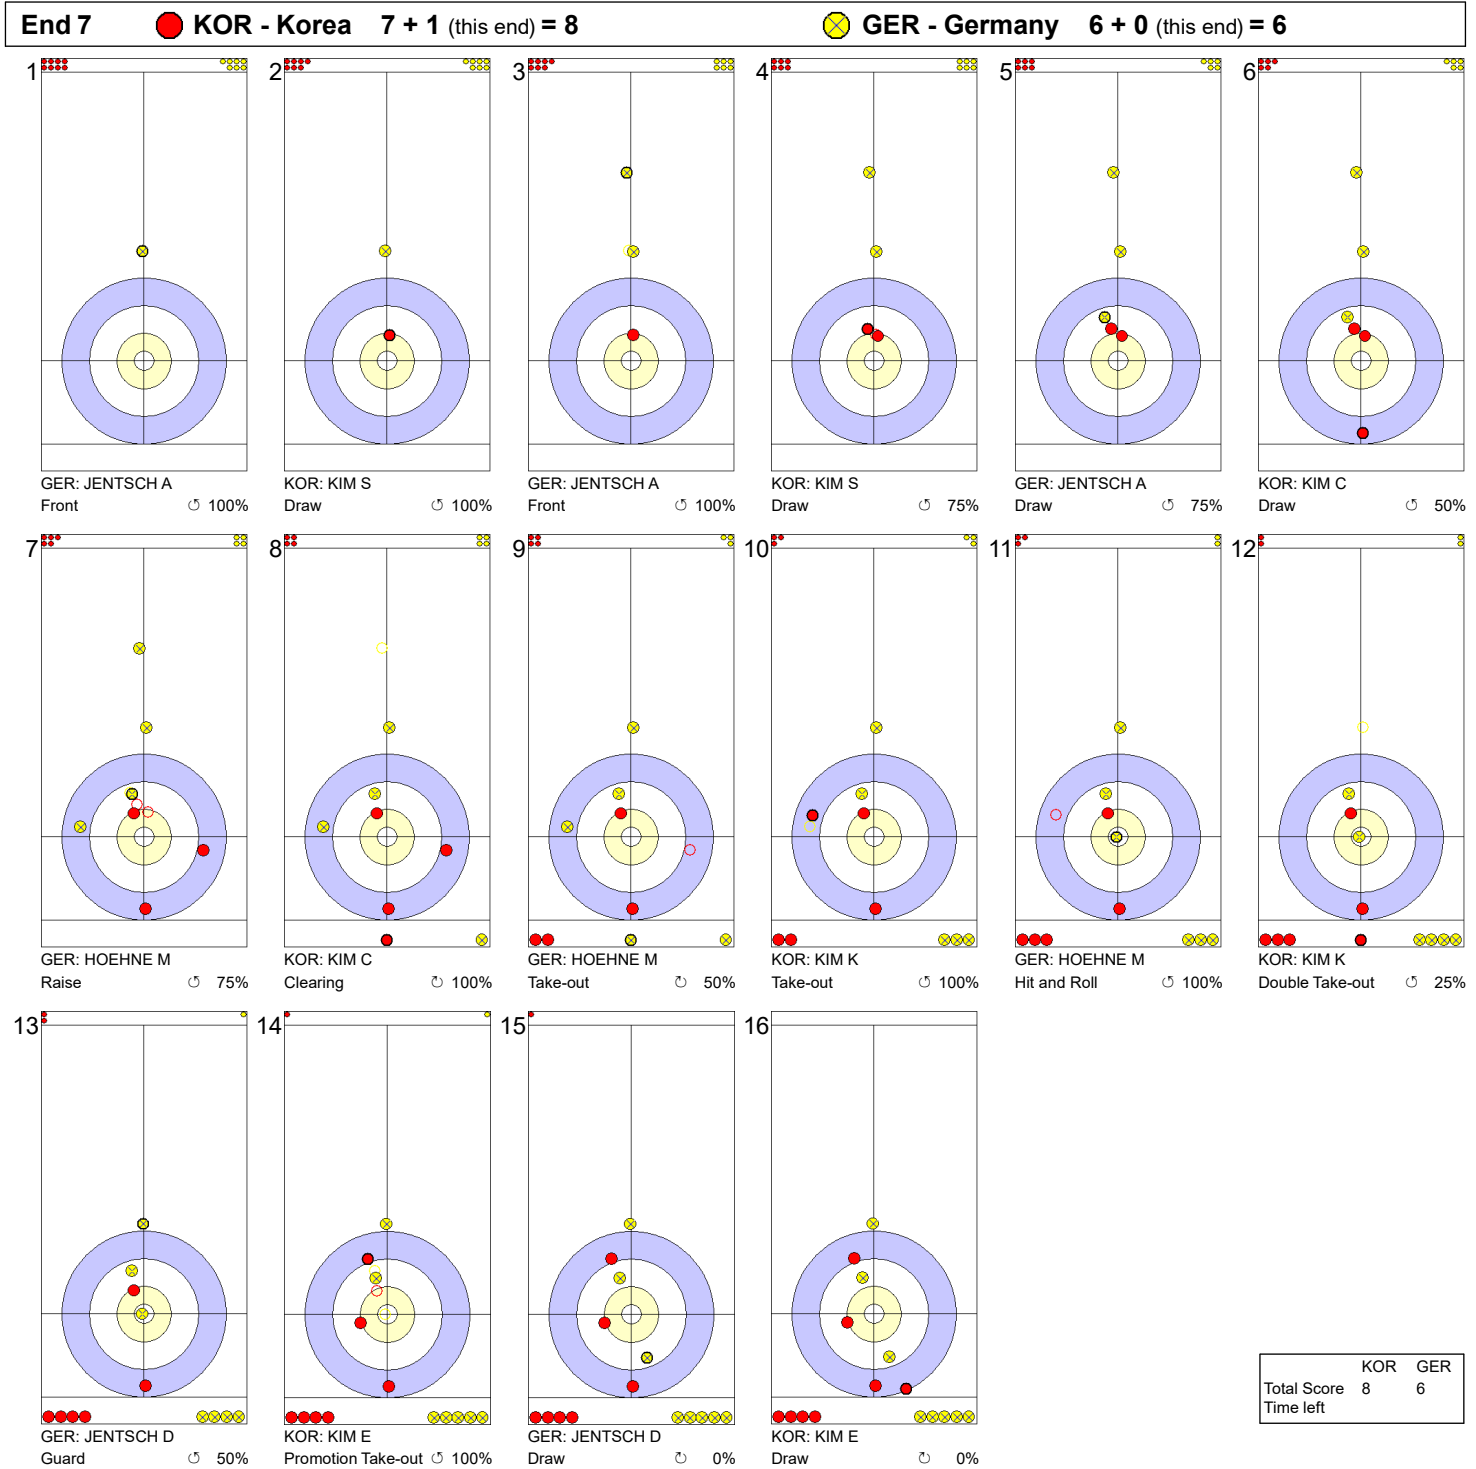 End 7 KOR - Korea 7 + 1 (this end) = 8 GER - Germany 6 + 0 (this end) = 6
1 2 3 4 5 6
GER: JENTSCH A KOR: KIM S GER: JENTSCH A KOR: KIM S GER: JENTSCH A KOR: KIM C
Front 100% Draw 100% Front 100% Draw 75% Draw 75% Draw 50%
7 8 9 10 11 12
GER: HOEHNE M KOR: KIM C GER: HOEHNE M KOR: KIM K GER: HOEHNE M KOR: KIM K
Raise 75% Clearing 100% Take-out 50% Take-out 100% Hit and Roll 100% Double Take-out 25%
13 14 15 16
GER: JENTSCH D KOR: KIM E GER: JENTSCH D KOR: KIM E
Guard 50% Promotion Take-out 100% Draw 0% Draw 0%
KOR GER
Total Score 8 6
Time left